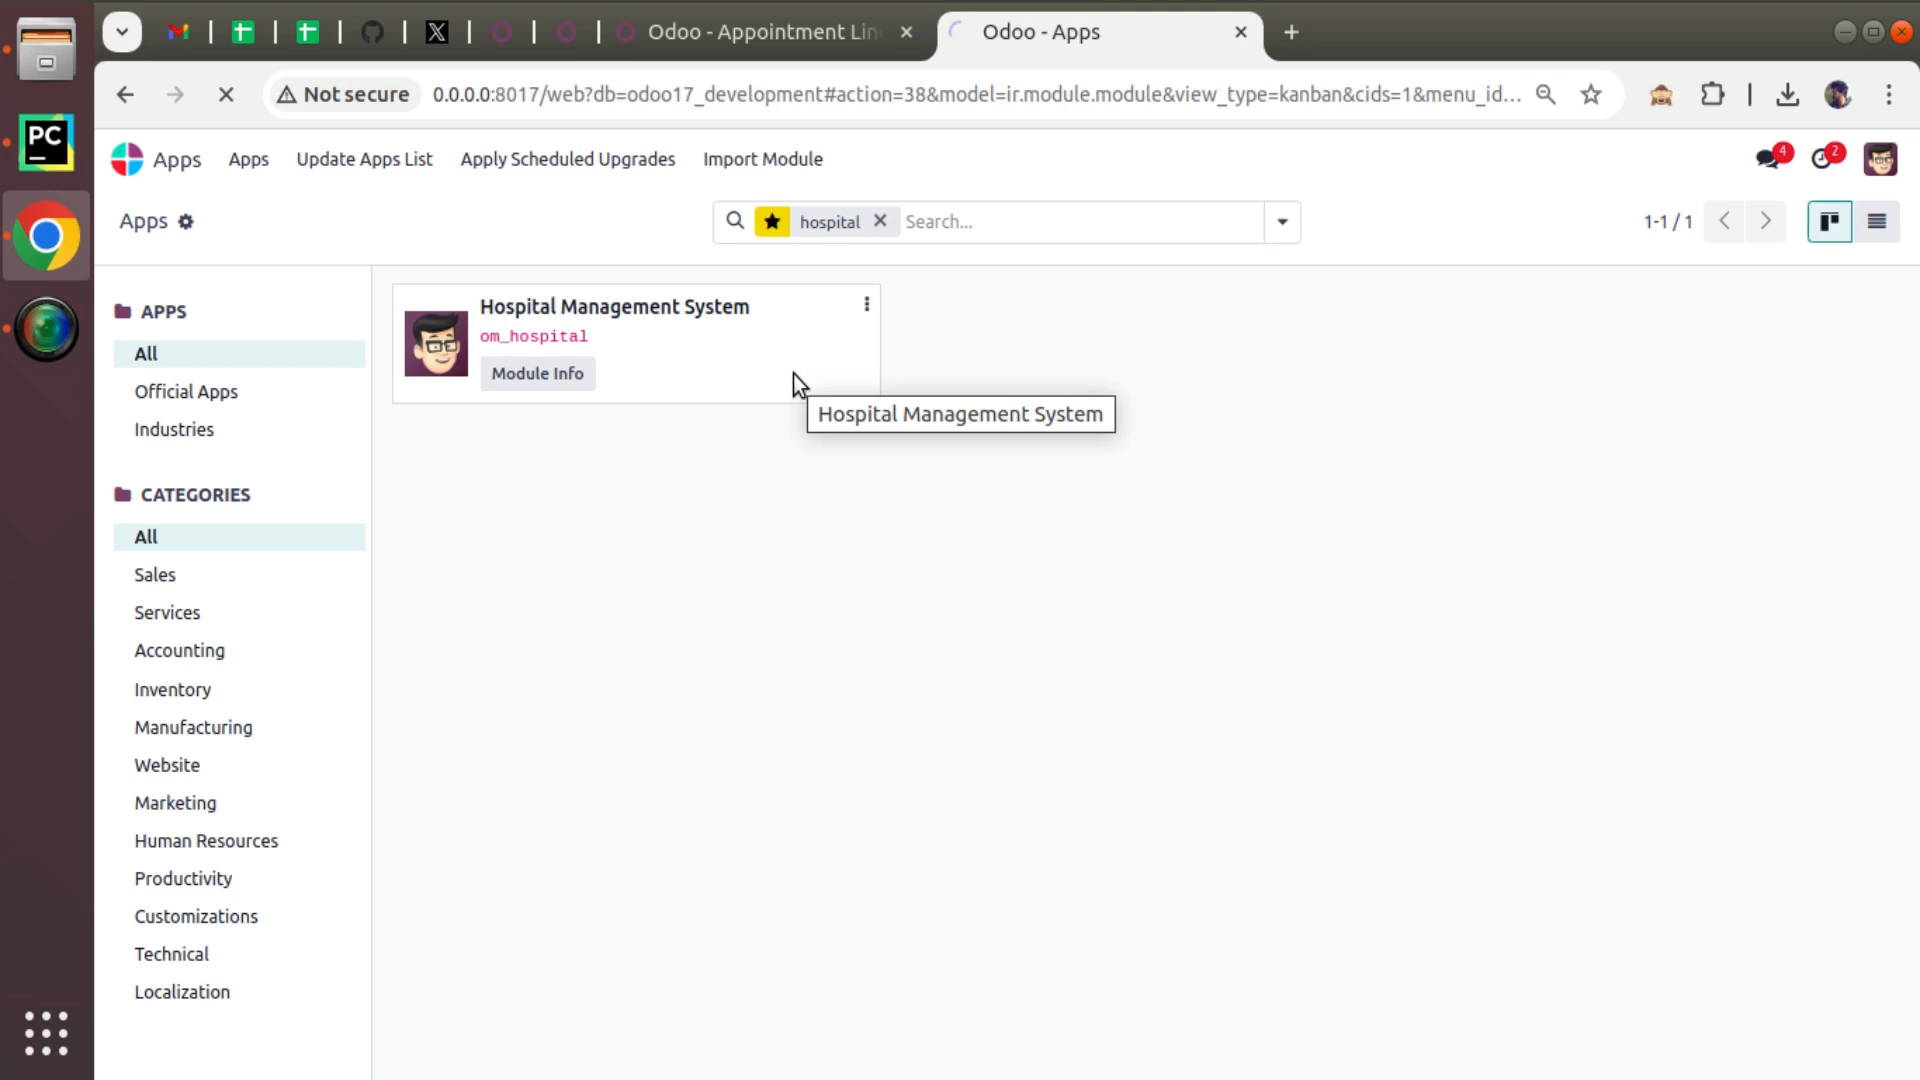 Odoo - Appointment Lin
Odoo - Apps
Not secure
0.0.0.0:8017/web?db=odoo17_development#action=38&model=ir.module.module&view_type=kanban&cids=1&menu_id...
Apps
Apps
Update Apps List
Apply Scheduled Upgrades
Import Module
4
2
Apps
hospital
Search...
1-1 / 1
APPS
All
Official Apps
Industries
CATEGORIES
All
Sales
Services
Accounting
Inventory
Manufacturing
Website
Marketing
Human Resources
Productivity
Customizations
Technical
Localization
Hospital Management System
om_hospital
Module Info
Hospital Management System
PC